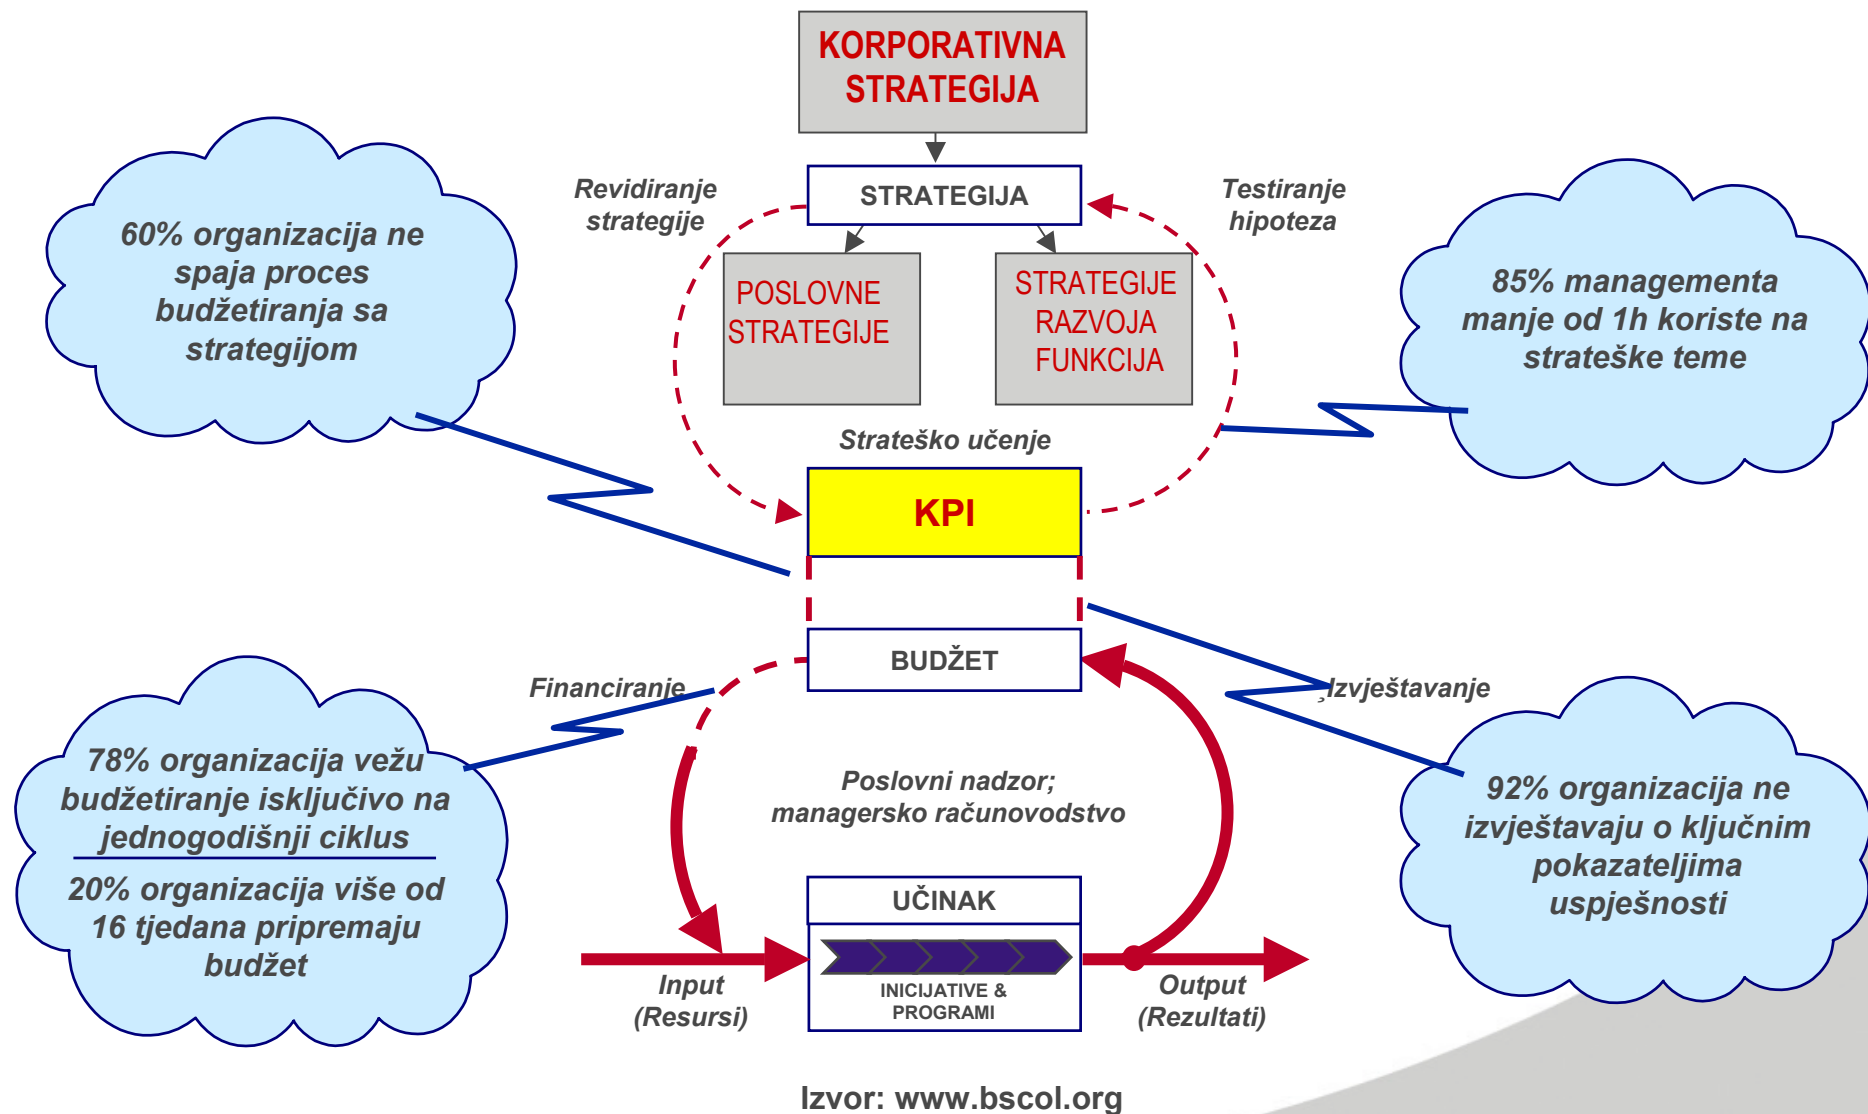 KORPORATIVNA
STRATEGIJA
Revidiranje
strategije
STRATEGIJA
Testiranje
hipoteza
60% organizacija ne
spaja proces
budžetiranja sa
strategijom
POSLOVNE
STRATEGIJE
STRATEGIJE
RAZVOJA
FUNKCIJA
85% managementa
manje od 1h koriste na
strateške teme
Strateško učenje
KPI
BUDŽET
Financiranje
Izvještavanje
78% organizacija vežu
budžetiranje isključivo na
jednogodišnji ciklus
20% organizacija više od
16 tjedana pripremaju
budžet
Poslovni nadzor;
managersko računovodstvo
92% organizacija ne
izvještavaju o ključnim
pokazateljima
uspješnosti
UČINAK
INICIJATIVE &
PROGRAMI
Input
(Resursi)
Output
(Rezultati)
Izvor: www.bscol.org